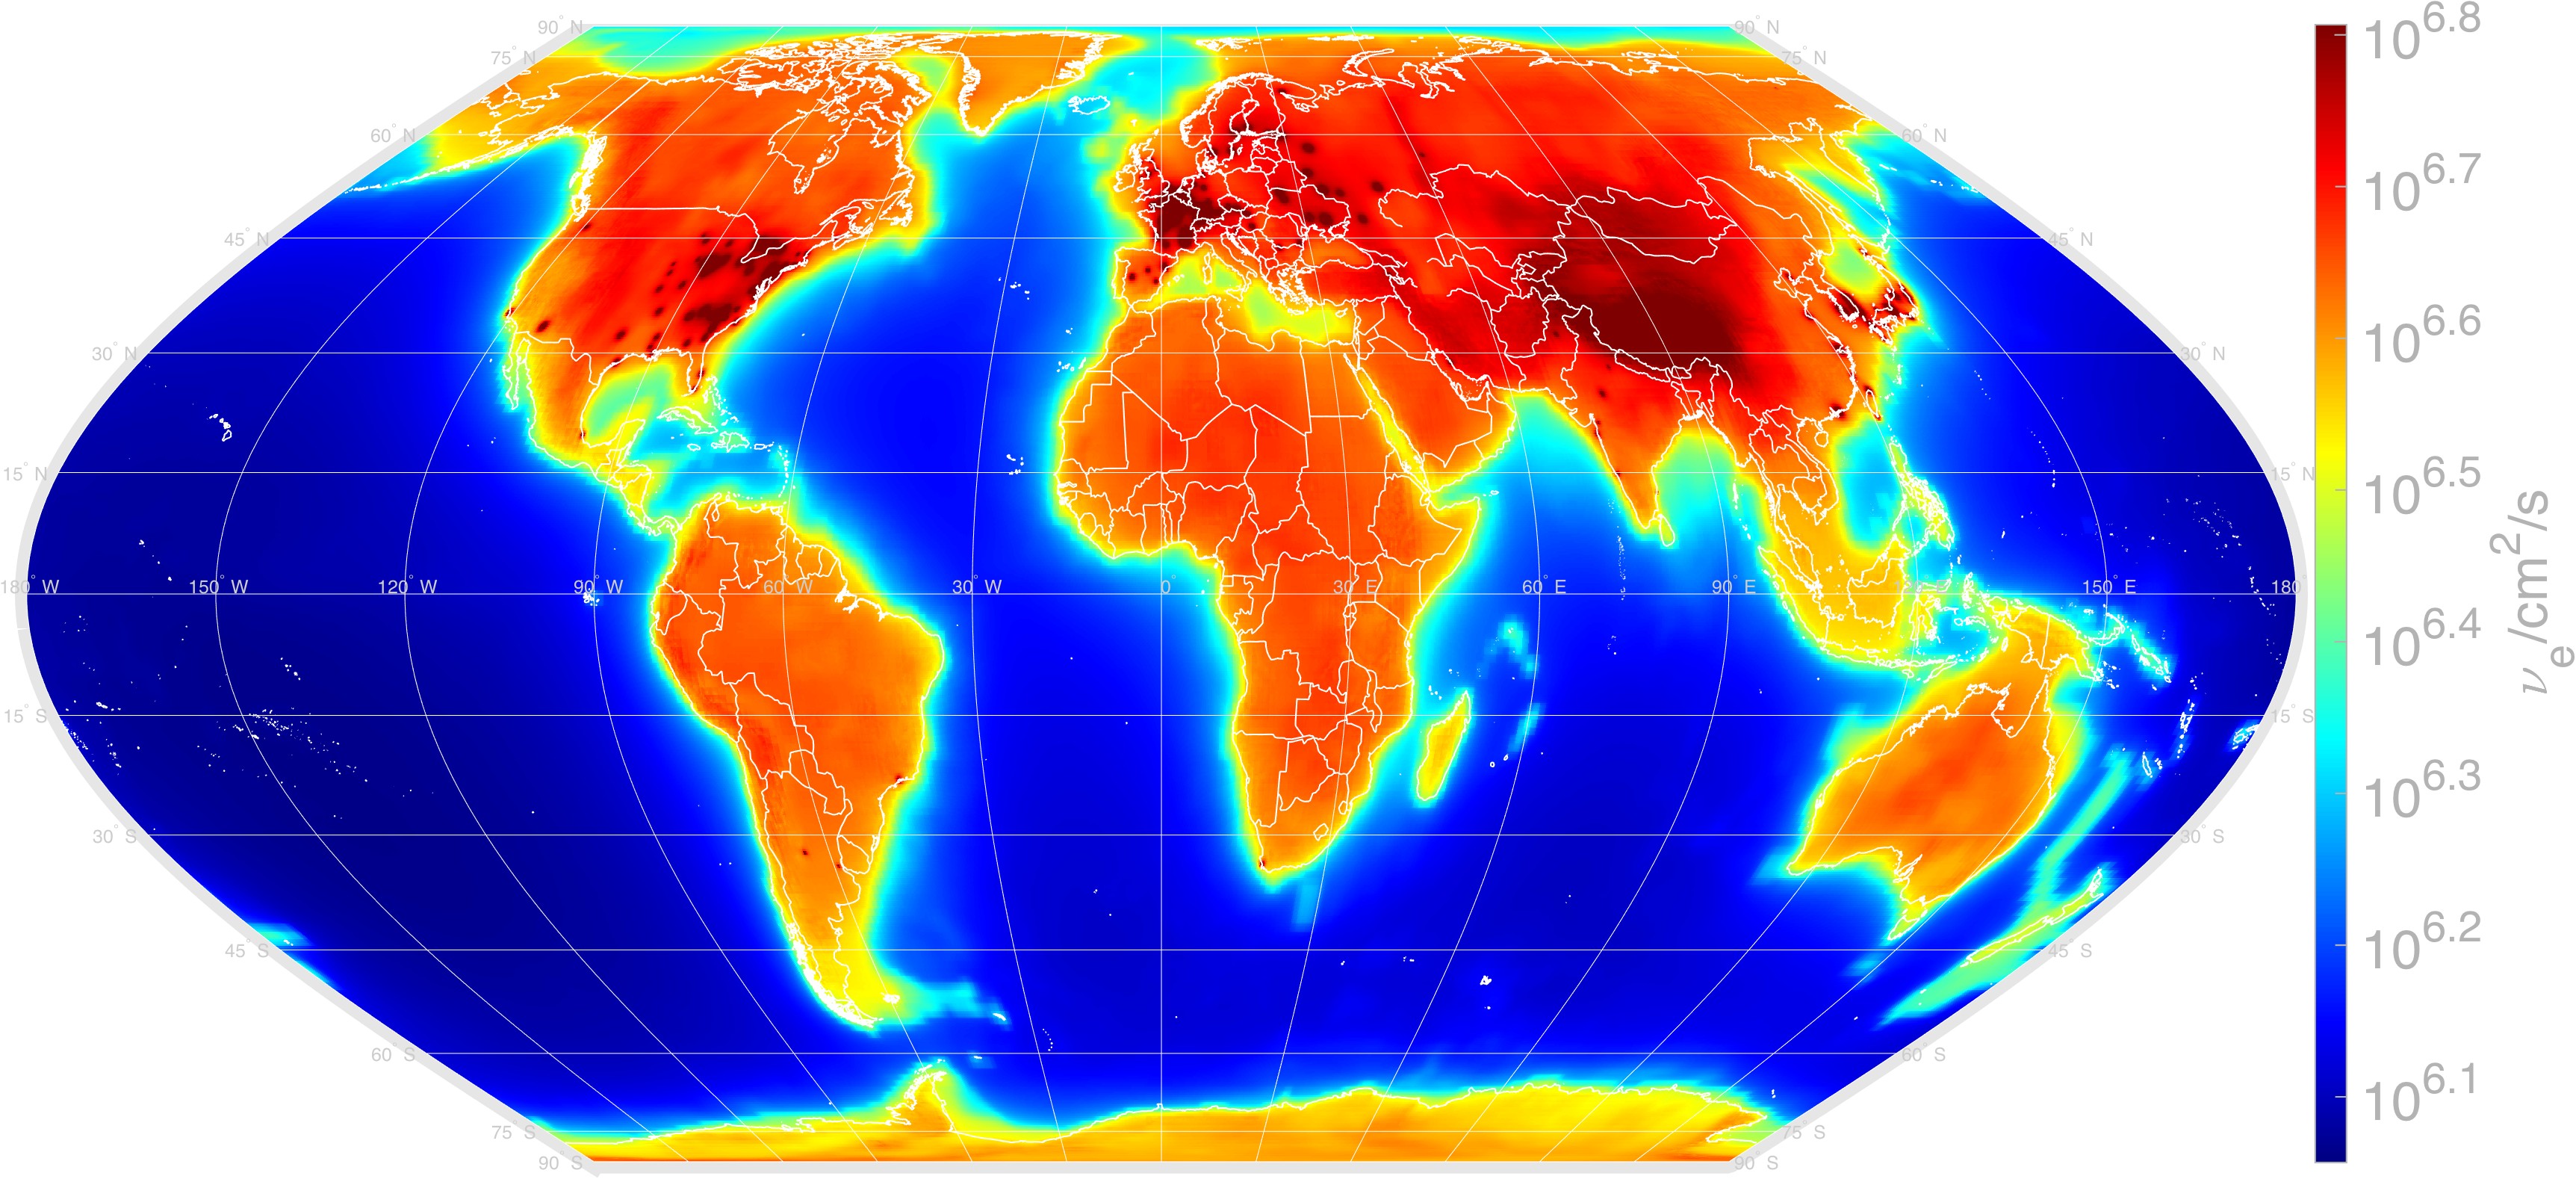 90° N 90° N
75° N 75° N
60° N 60° N
45° N 45° N
30° N 30° N
15° N 15° N
180° W 150° W 120° W 90° W 60° W 30° W 0° 30° E 60° E 90° E 120° E 150° E 180°
15° S 15° S
30° S 30° S
45° S 45° S
60° S 60° S
75° S 75° S
90° S 90° S
10^6.8
10^6.7
10^6.6
10^6.5
10^6.4
10^6.3
10^6.2
10^6.1
ν_e/cm^2/s